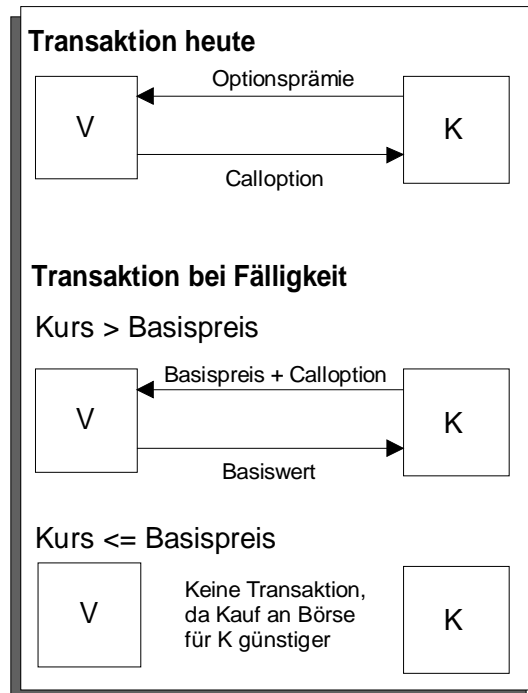 Transaktion heute
Optionsprämie
V
K
Calloption
Transaktion bei Fälligkeit
Kurs > Basispreis
Basispreis + Calloption
V
K
Basiswert
Kurs <= Basispreis
V
Keine Transaktion,
da Kauf an Börse
für K günstiger
K